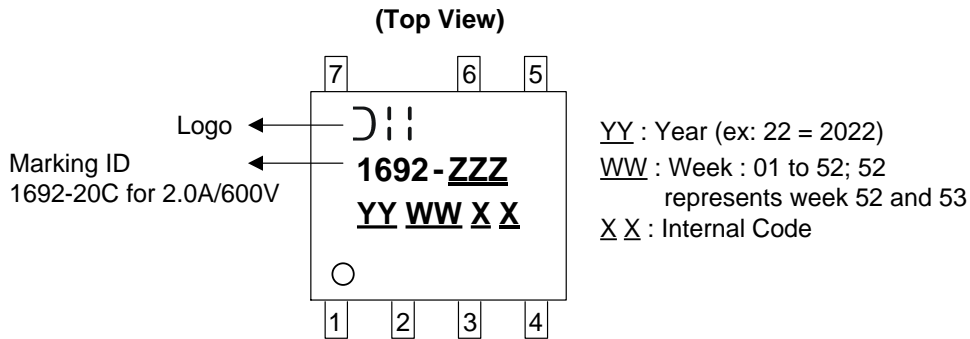 (Top View)
7 6 5
Logo
Marking ID
1692-20C for 2.0A/600V
1692-ZZZ
YY WW X X
YY : Year (ex: 22 = 2022)
WW : Week : 01 to 52; 52
represents week 52 and 53
X X : Internal Code
1 2 3 4